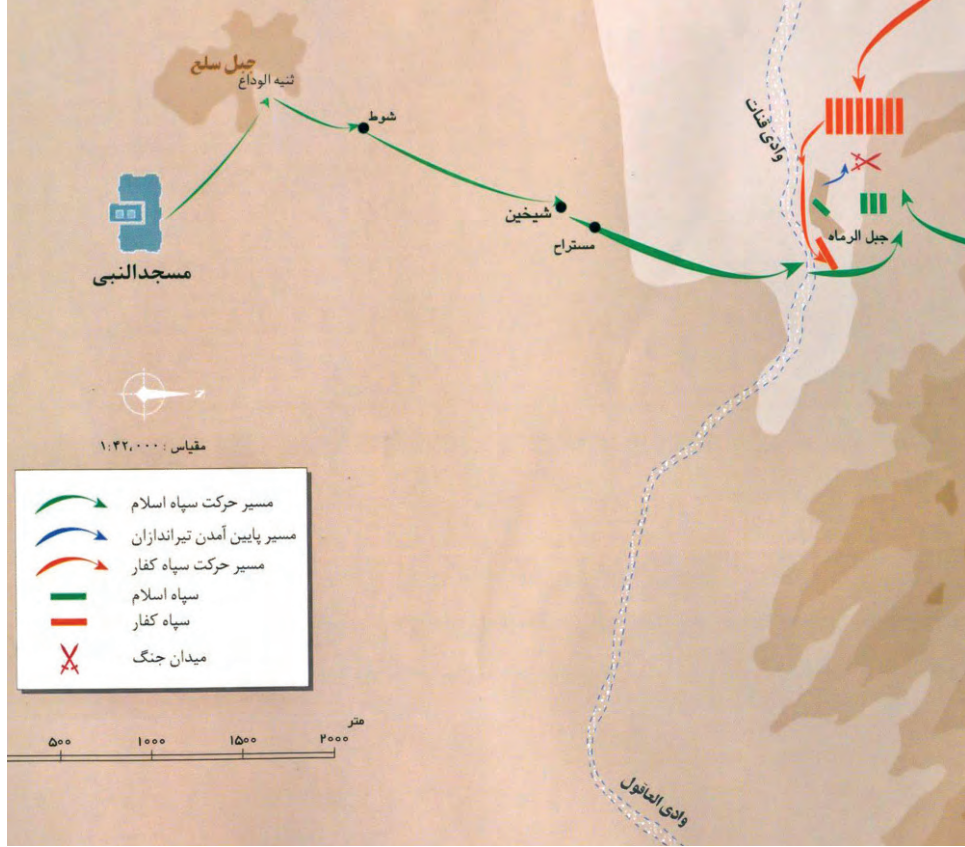 جبل سلع
ثنیه الوداع
شوط
وادی قنات
شیخین
مستراح
جبل الرماه
مسجدالنبی
N
مقیاس : ۱:۴۲,۰۰۰
مسیر حرکت سپاه اسلام
مسیر پایین آمدن تیراندازان
مسیر حرکت سپاه کفار
سپاه اسلام
سپاه کفار
میدان جنگ
متر
۵۰۰ ۱۰۰۰ ۱۵۰۰ ۲۰۰۰
وادی العاقول